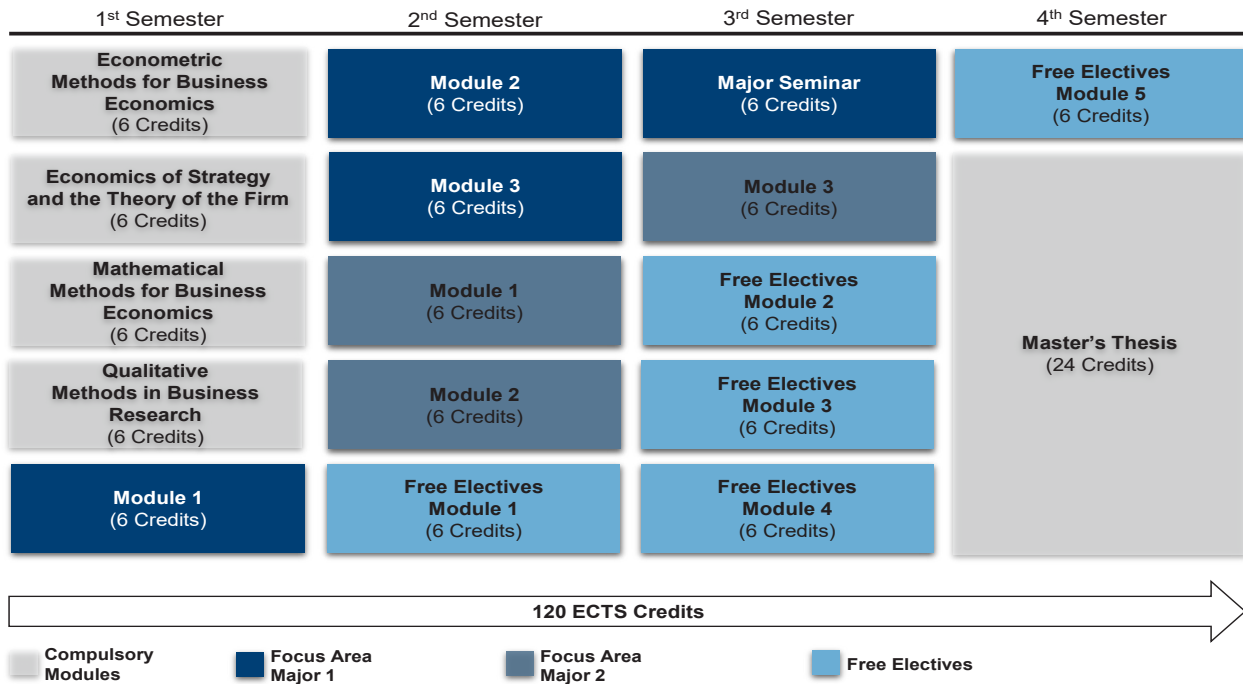 1st Semester
2nd Semester
3rd Semester
4th Semester
Econometric
Methods for Business
Economics
(6 Credits)
Module 2
(6 Credits)
Major Seminar
(6 Credits)
Free Electives
Module 5
(6 Credits)
Economics of Strategy
and the Theory of the Firm
(6 Credits)
Module 3
(6 Credits)
Module 3
(6 Credits)
Mathematical
Methods for Business
Economics
(6 Credits)
Module 1
(6 Credits)
Free Electives
Module 2
(6 Credits)
Master’s Thesis
(24 Credits)
Qualitative
Methods in Business
Research
(6 Credits)
Module 2
(6 Credits)
Free Electives
Module 3
(6 Credits)
Module 1
(6 Credits)
Free Electives
Module 1
(6 Credits)
Free Electives
Module 4
(6 Credits)
120 ECTS Credits
Compulsory
Modules
Focus Area
Major 1
Focus Area
Major 2
Free Electives